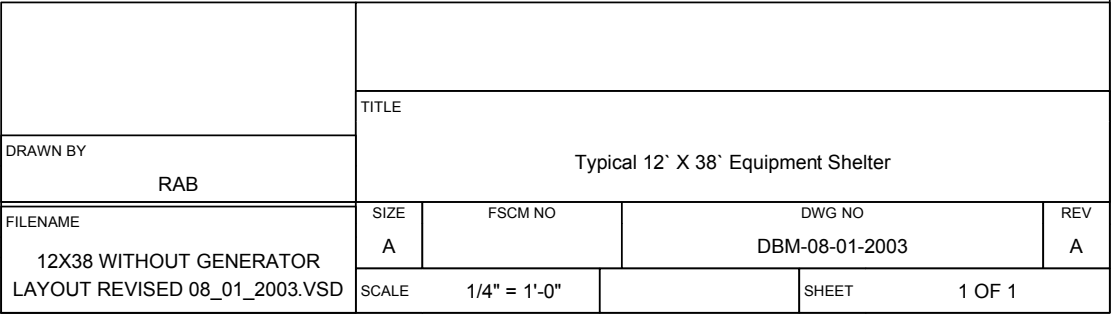 TITLE
Typical 12` X 38` Equipment Shelter
DRAWN BY
RAB
FILENAME
12X38 WITHOUT GENERATOR
LAYOUT REVISED 08_01_2003.VSD
SIZE
A
FSCM NO
DWG NO
DBM-08-01-2003
REV
A
SCALE
1/4" = 1'-0"
SHEET
1 OF 1